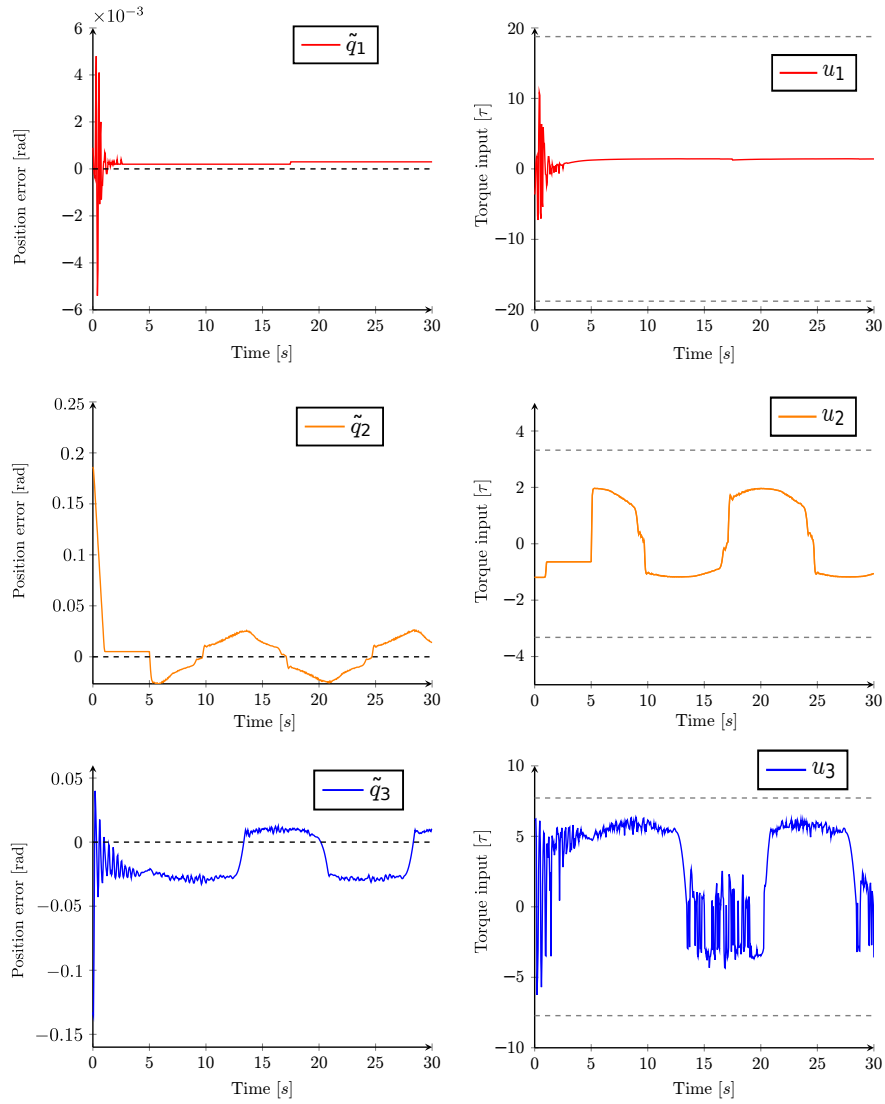 ×10−3
6
4
2
0
−2
−4
−6
0 5 10 15 20 25 30
Position error [rad]
Time [s]
q̃1
20
10
0
−10
−20
0 5 10 15 20 25 30
Torque input [τ]
Time [s]
u1
0.25
0.2
0.15
0.1
0.05
0
0 5 10 15 20 25 30
Position error [rad]
Time [s]
q̃2
4
2
0
−2
−4
0 5 10 15 20 25 30
Torque input [τ]
Time [s]
u2
0.05
0
−0.05
−0.1
−0.15
0 5 10 15 20 25 30
Position error [rad]
Time [s]
q̃3
10
5
0
−5
−10
0 5 10 15 20 25 30
Torque input [τ]
Time [s]
u3